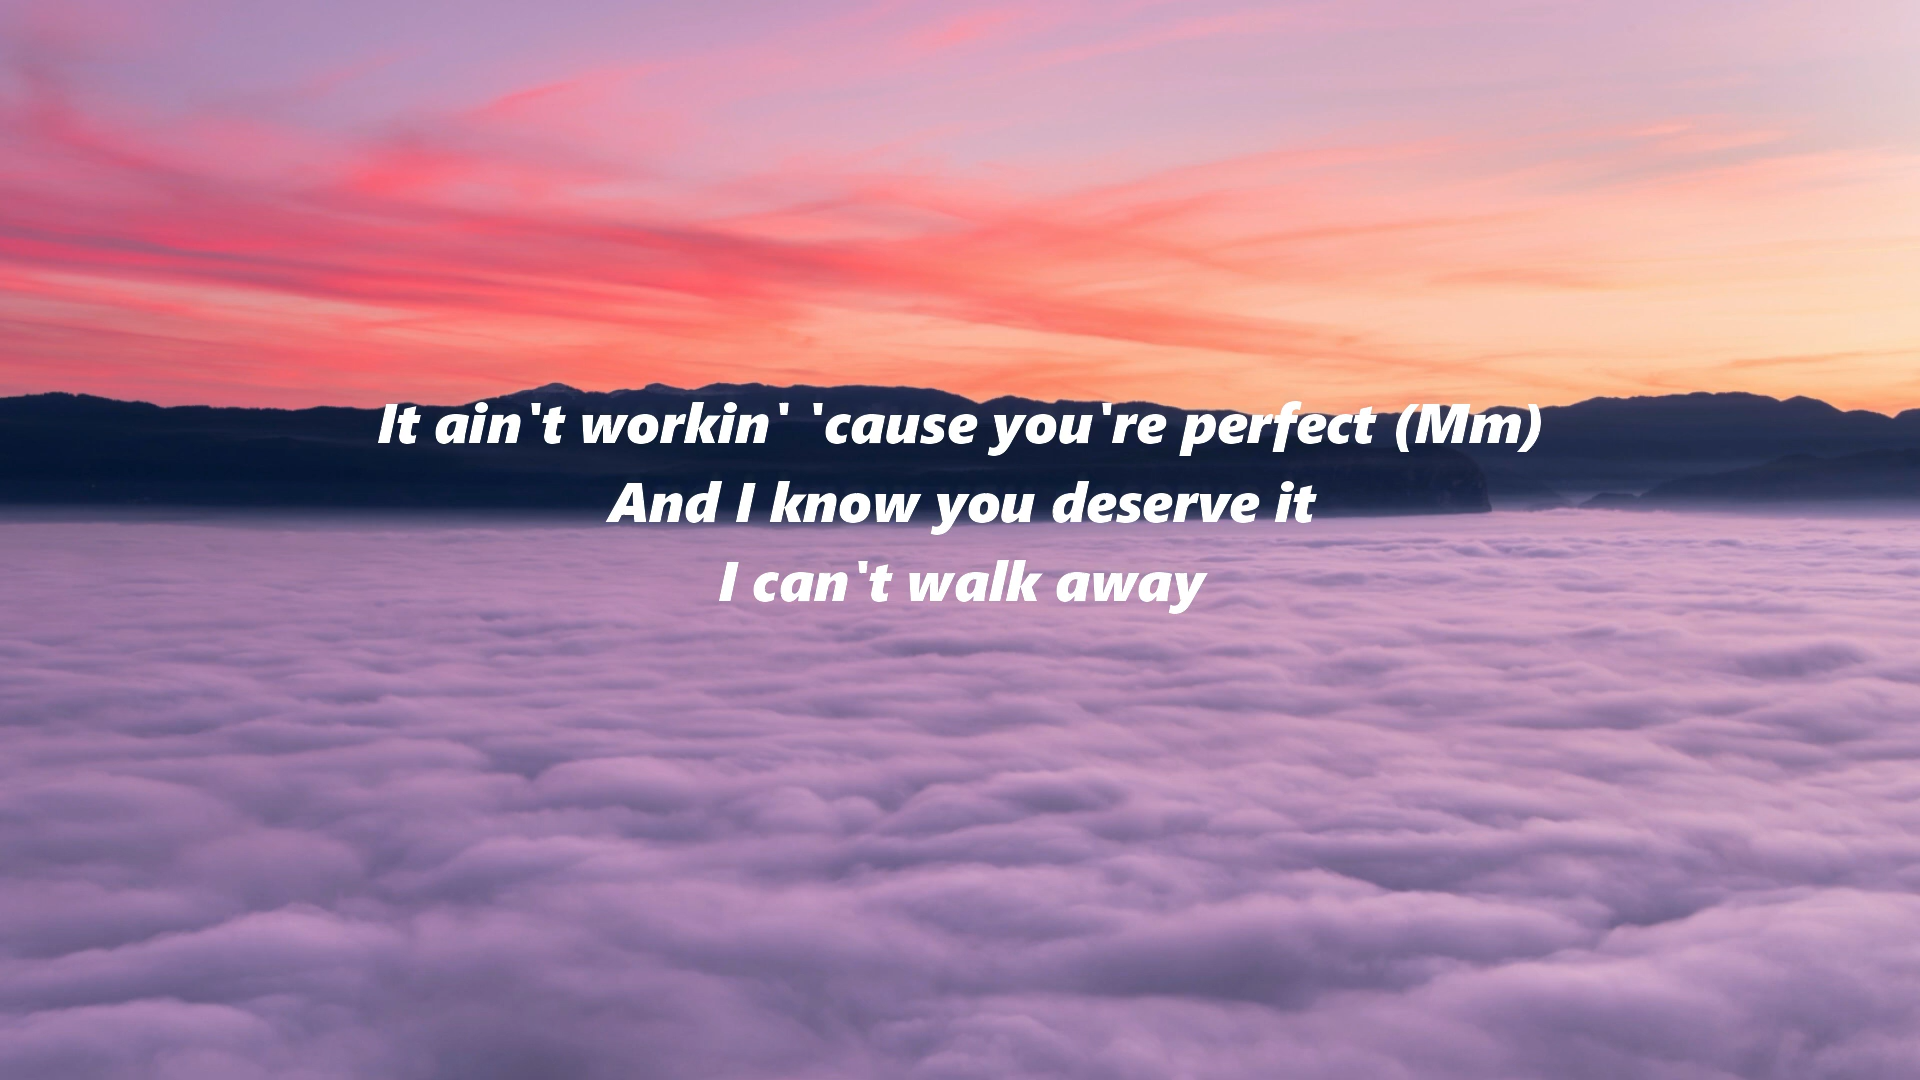 It ain't workin' 'cause you're perfect (Mm)
And I know you deserve it
I can't walk away